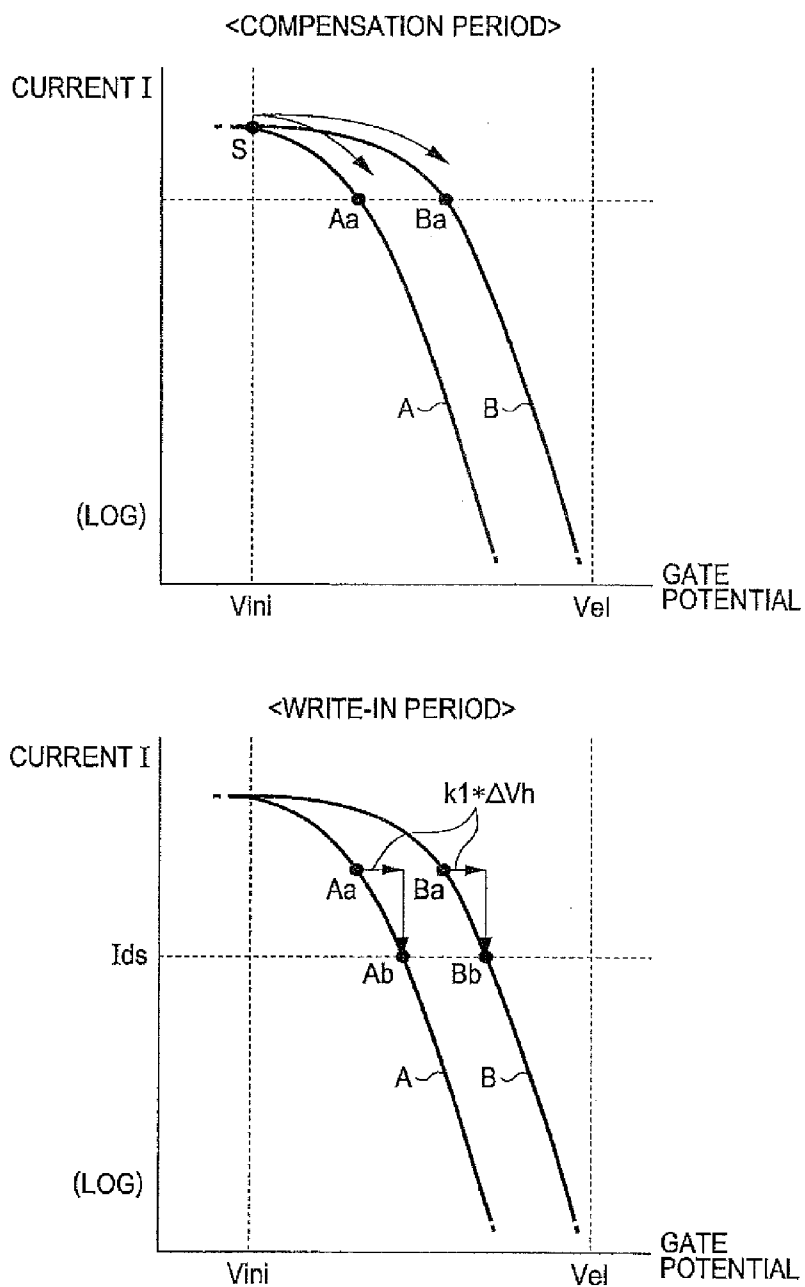 <COMPENSATION PERIOD>
CURRENT I
S
Aa
Ba
A
B
(LOG)
Vini
Vel
GATE
POTENTIAL
<WRITE-IN PERIOD>
CURRENT I
k1*ΔVh
Aa
Ba
Ids
Ab
Bb
A
B
(LOG)
Vini
Vel
GATE
POTENTIAL